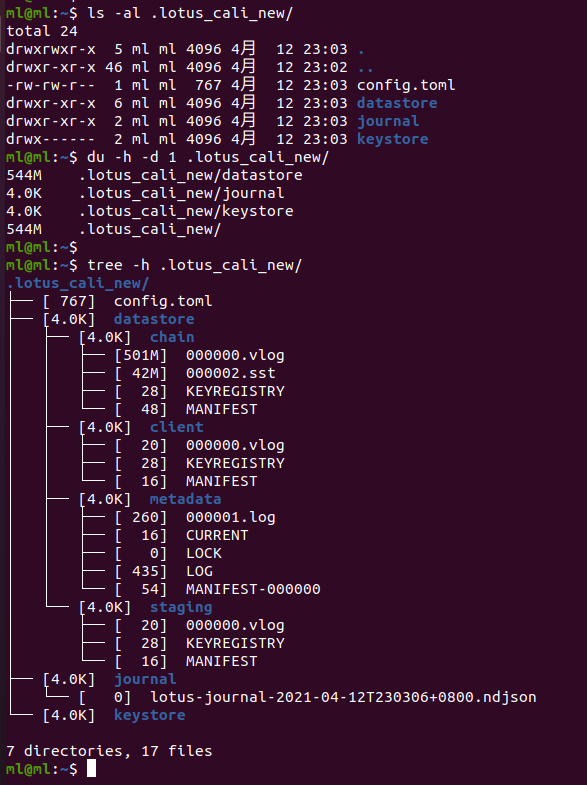 ml@ml:~$ ls -al .lotus_cali_new/
total 24
drwxrwxr-x  5 ml ml 4096 4月  12 23:03 .
drwxr-xr-x 46 ml ml 4096 4月  12 23:02 ..
-rw-rw-r--  1 ml ml  767 4月  12 23:03 config.toml
drwxr-xr-x  6 ml ml 4096 4月  12 23:03 datastore
drwxr-xr-x  2 ml ml 4096 4月  12 23:03 journal
drwx------  2 ml ml 4096 4月  12 23:03 keystore
ml@ml:~$ du -h -d 1 .lotus_cali_new/
544M    .lotus_cali_new/datastore
4.0K    .lotus_cali_new/journal
4.0K    .lotus_cali_new/keystore
544M    .lotus_cali_new/
ml@ml:~$
ml@ml:~$ tree -h .lotus_cali_new/
.lotus_cali_new/
├── [ 767]  config.toml
├── [4.0K]  datastore
│   ├── [4.0K]  chain
│   │   ├── [501M]  000000.vlog
│   │   ├── [ 42M]  000002.sst
│   │   ├── [  28]  KEYREGISTRY
│   │   └── [  48]  MANIFEST
│   ├── [4.0K]  client
│   │   ├── [  20]  000000.vlog
│   │   ├── [  28]  KEYREGISTRY
│   │   └── [  16]  MANIFEST
│   ├── [4.0K]  metadata
│   │   ├── [ 260]  000001.log
│   │   ├── [  16]  CURRENT
│   │   ├── [   0]  LOCK
│   │   ├── [ 435]  LOG
│   │   └── [  54]  MANIFEST-000000
│   └── [4.0K]  staging
│       ├── [  20]  000000.vlog
│       ├── [  28]  KEYREGISTRY
│       └── [  16]  MANIFEST
├── [4.0K]  journal
│   └── [   0]  lotus-journal-2021-04-12T230306+0800.ndjson
└── [4.0K]  keystore
7 directories, 17 files
ml@ml:~$